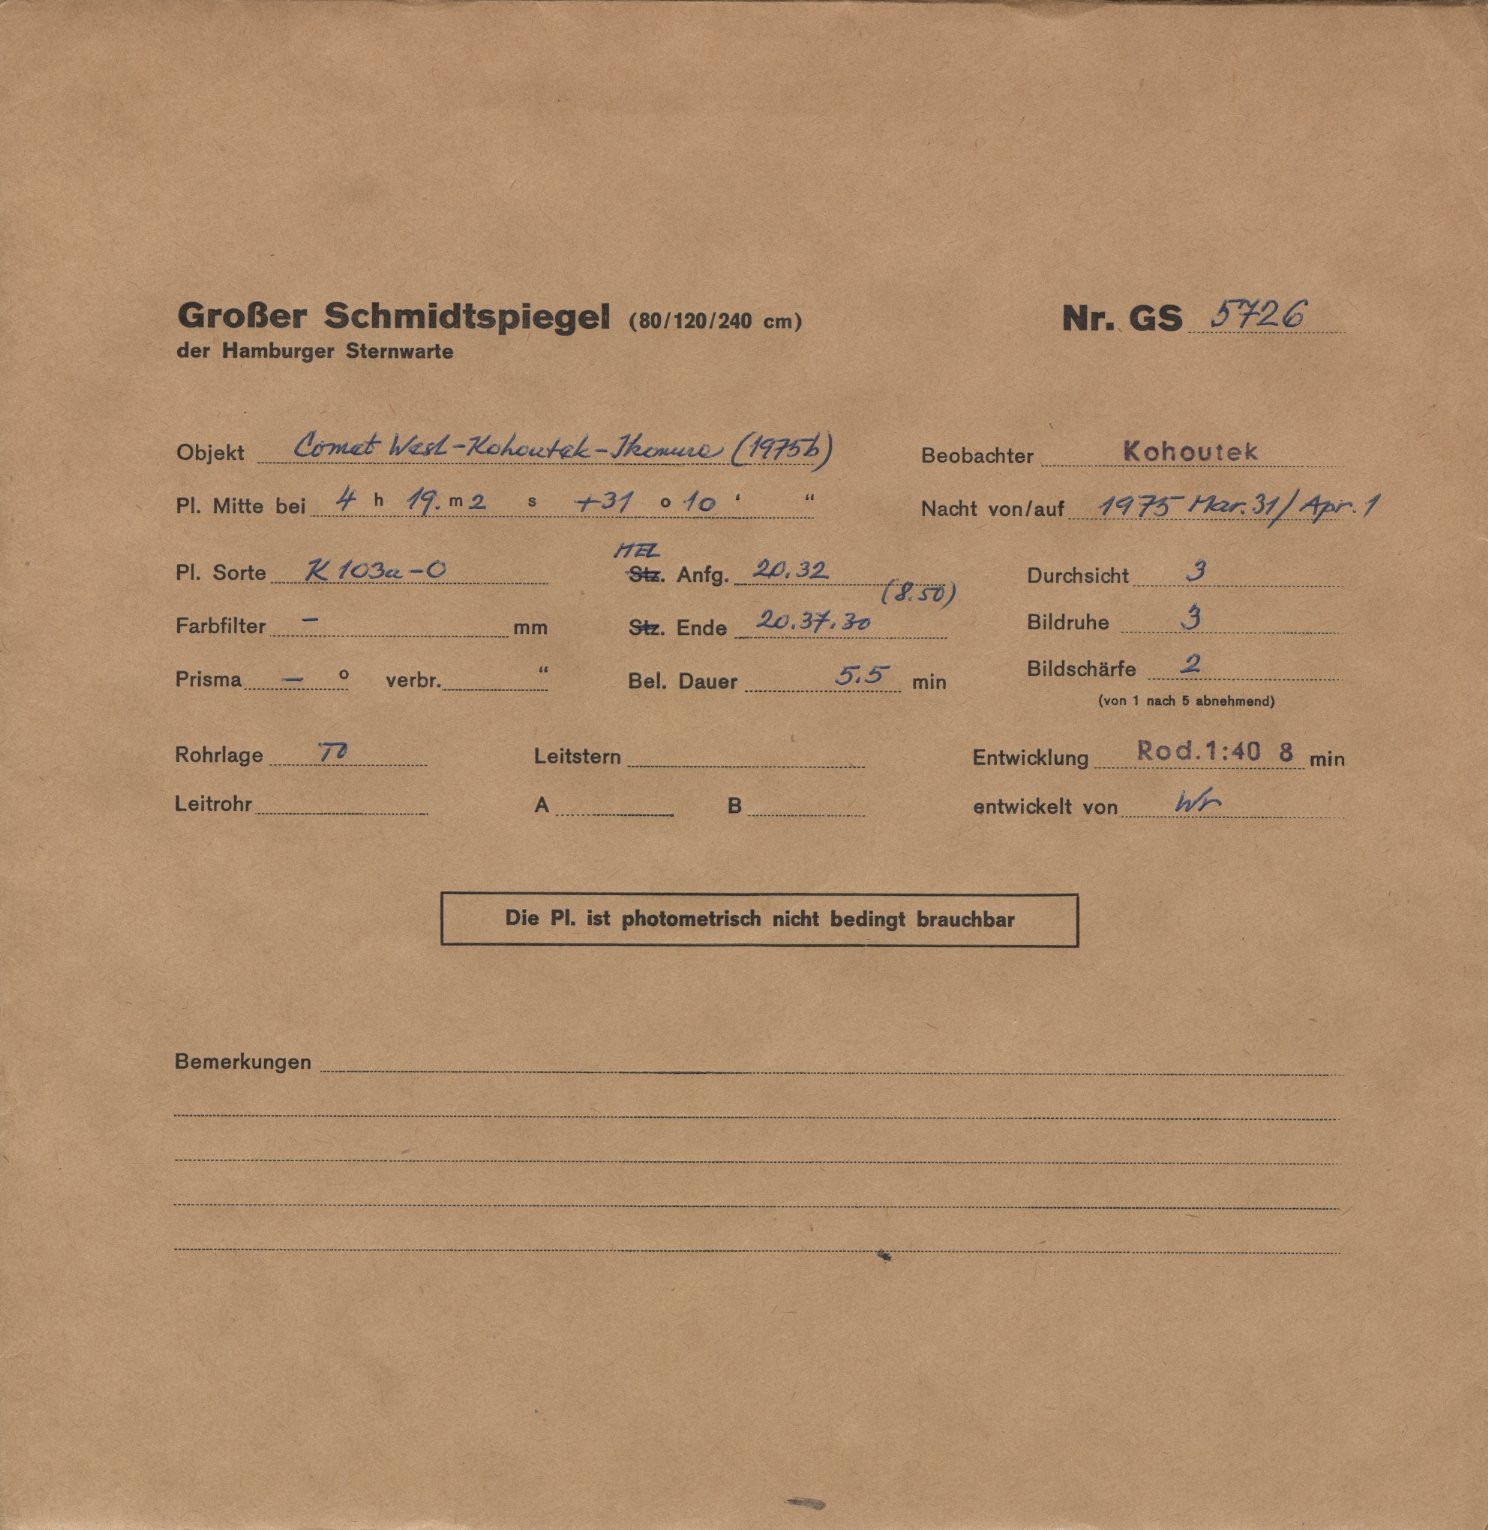 Großer Schmidtspiegel (80/120/240 cm) Nr. GS 5726
der Hamburger Sternwarte
Objekt Comet West-Kohoutek-Ikemura (1975b) Beobachter Kohoutek
Pl. Mitte bei 4 h 19. m 2 s +31 o 10 ' " Nacht von/auf 1975 Mar. 31/Apr. 1
MEZ
Pl. Sorte K 103a-O Stz. Anfg. 20.32 Durchsicht 3
(8.50)
Farbfilter – mm Stz. Ende 20.37.30 Bildruhe 3
Prisma – o verbr. " Bel. Dauer 5.5 min Bildschärfe 2
(von 1 nach 5 abnehmend)
Rohrlage Leitstern Entwicklung Rod. 1:40 8 min
Leitrohr A B entwickelt von Wr
Die Pl. ist photometrisch nicht bedingt brauchbar
Bemerkungen